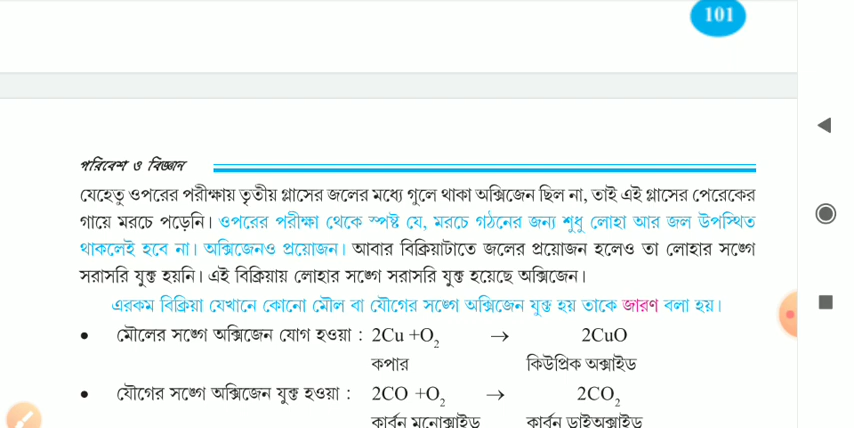 101
পরিবেশ ও বিজ্ঞান
যেহেতু ওপরের পরীক্ষায় তৃতীয় গ্লাসের জলের মধ্যে গুলে থাকা অক্সিজেন ছিল না, তাই এই গ্লাসের পেরেকের
গায়ে মরচে পড়েনি। ওপরের পরীক্ষা থেকে স্পষ্ট যে, মরচে গঠনের জন্য শুধু লোহা আর জল উপস্থিত
থাকলেই হবে না। অক্সিজেনও প্রয়োজন। আবার বিক্রিয়াটাতে জলের প্রয়োজন হলেও তা লোহার সঙ্গে
সরাসরি যুক্ত হয়নি। এই বিক্রিয়ায় লোহার সঙ্গে সরাসরি যুক্ত হয়েছে অক্সিজেন।
এরকম বিক্রিয়া যেখানে কোনো মৌল বা যৌগের সঙ্গে অক্সিজেন যুক্ত হয় তাকে জারণ বলা হয়।
• মৌলের সঙ্গে অক্সিজেন যোগ হওয়া : 2Cu +O₂ → 2CuO
কপার কিউপ্রিক অক্সাইড
• যৌগের সঙ্গে অক্সিজেন যুক্ত হওয়া : 2CO +O₂ → 2CO₂
কার্বন মনোক্সাইড কার্বন ডাইঅক্সাইড